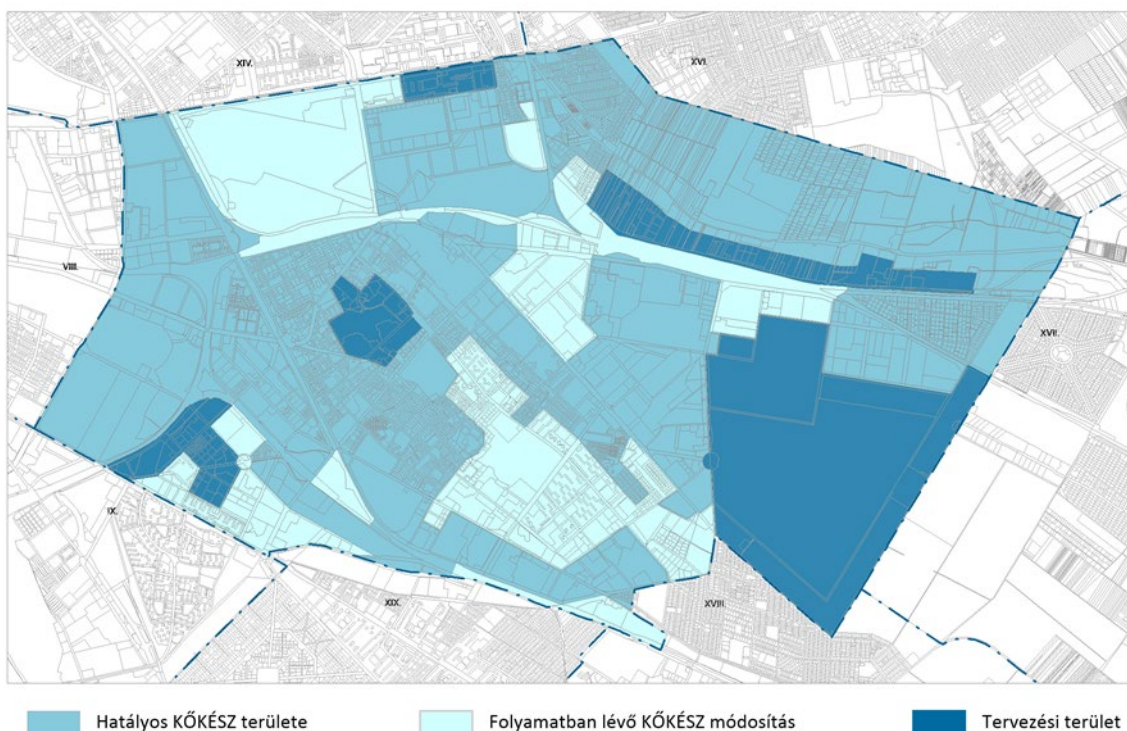 XIV.
XVI.
VIII.
XVII.
IX.
XIX.
XVIII.
Hatályos KŐKÉSZ területe
Folyamatban lévő KŐKÉSZ módosítás
Tervezési terület